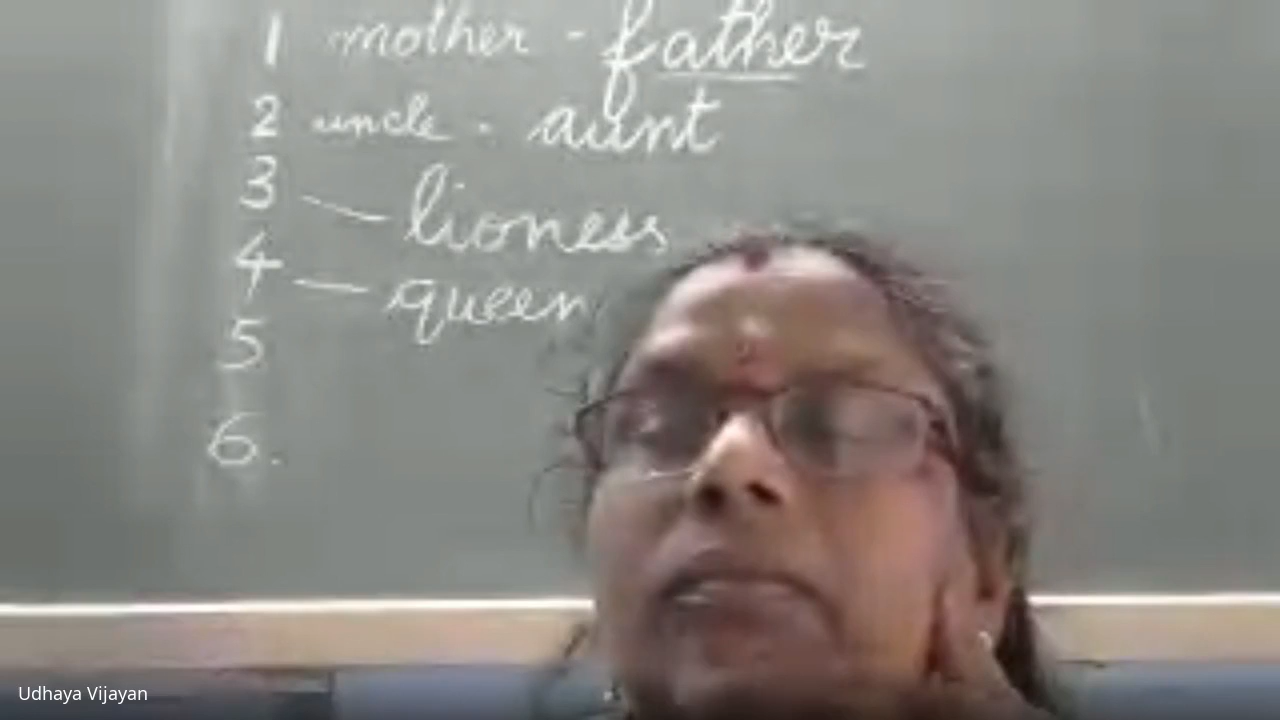 1 mother - father
2 uncle - aunt
3 — lioness
4 — queen
5
6.
Udhaya Vijayan